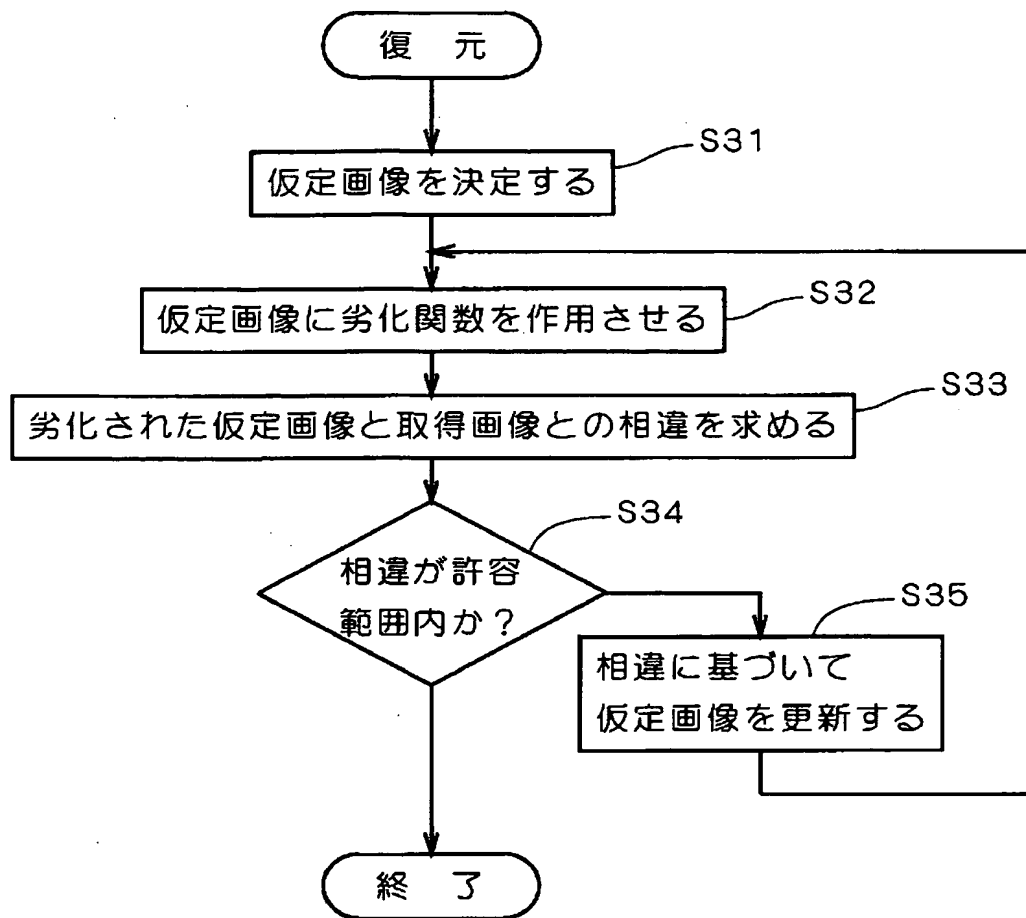 復 元
S31
仮定画像を決定する
S32
仮定画像に劣化関数を作用させる
S33
劣化された仮定画像と取得画像との相違を求める
S34
相違が許容
範囲内か?
S35
相違に基づいて
仮定画像を更新する
終 了